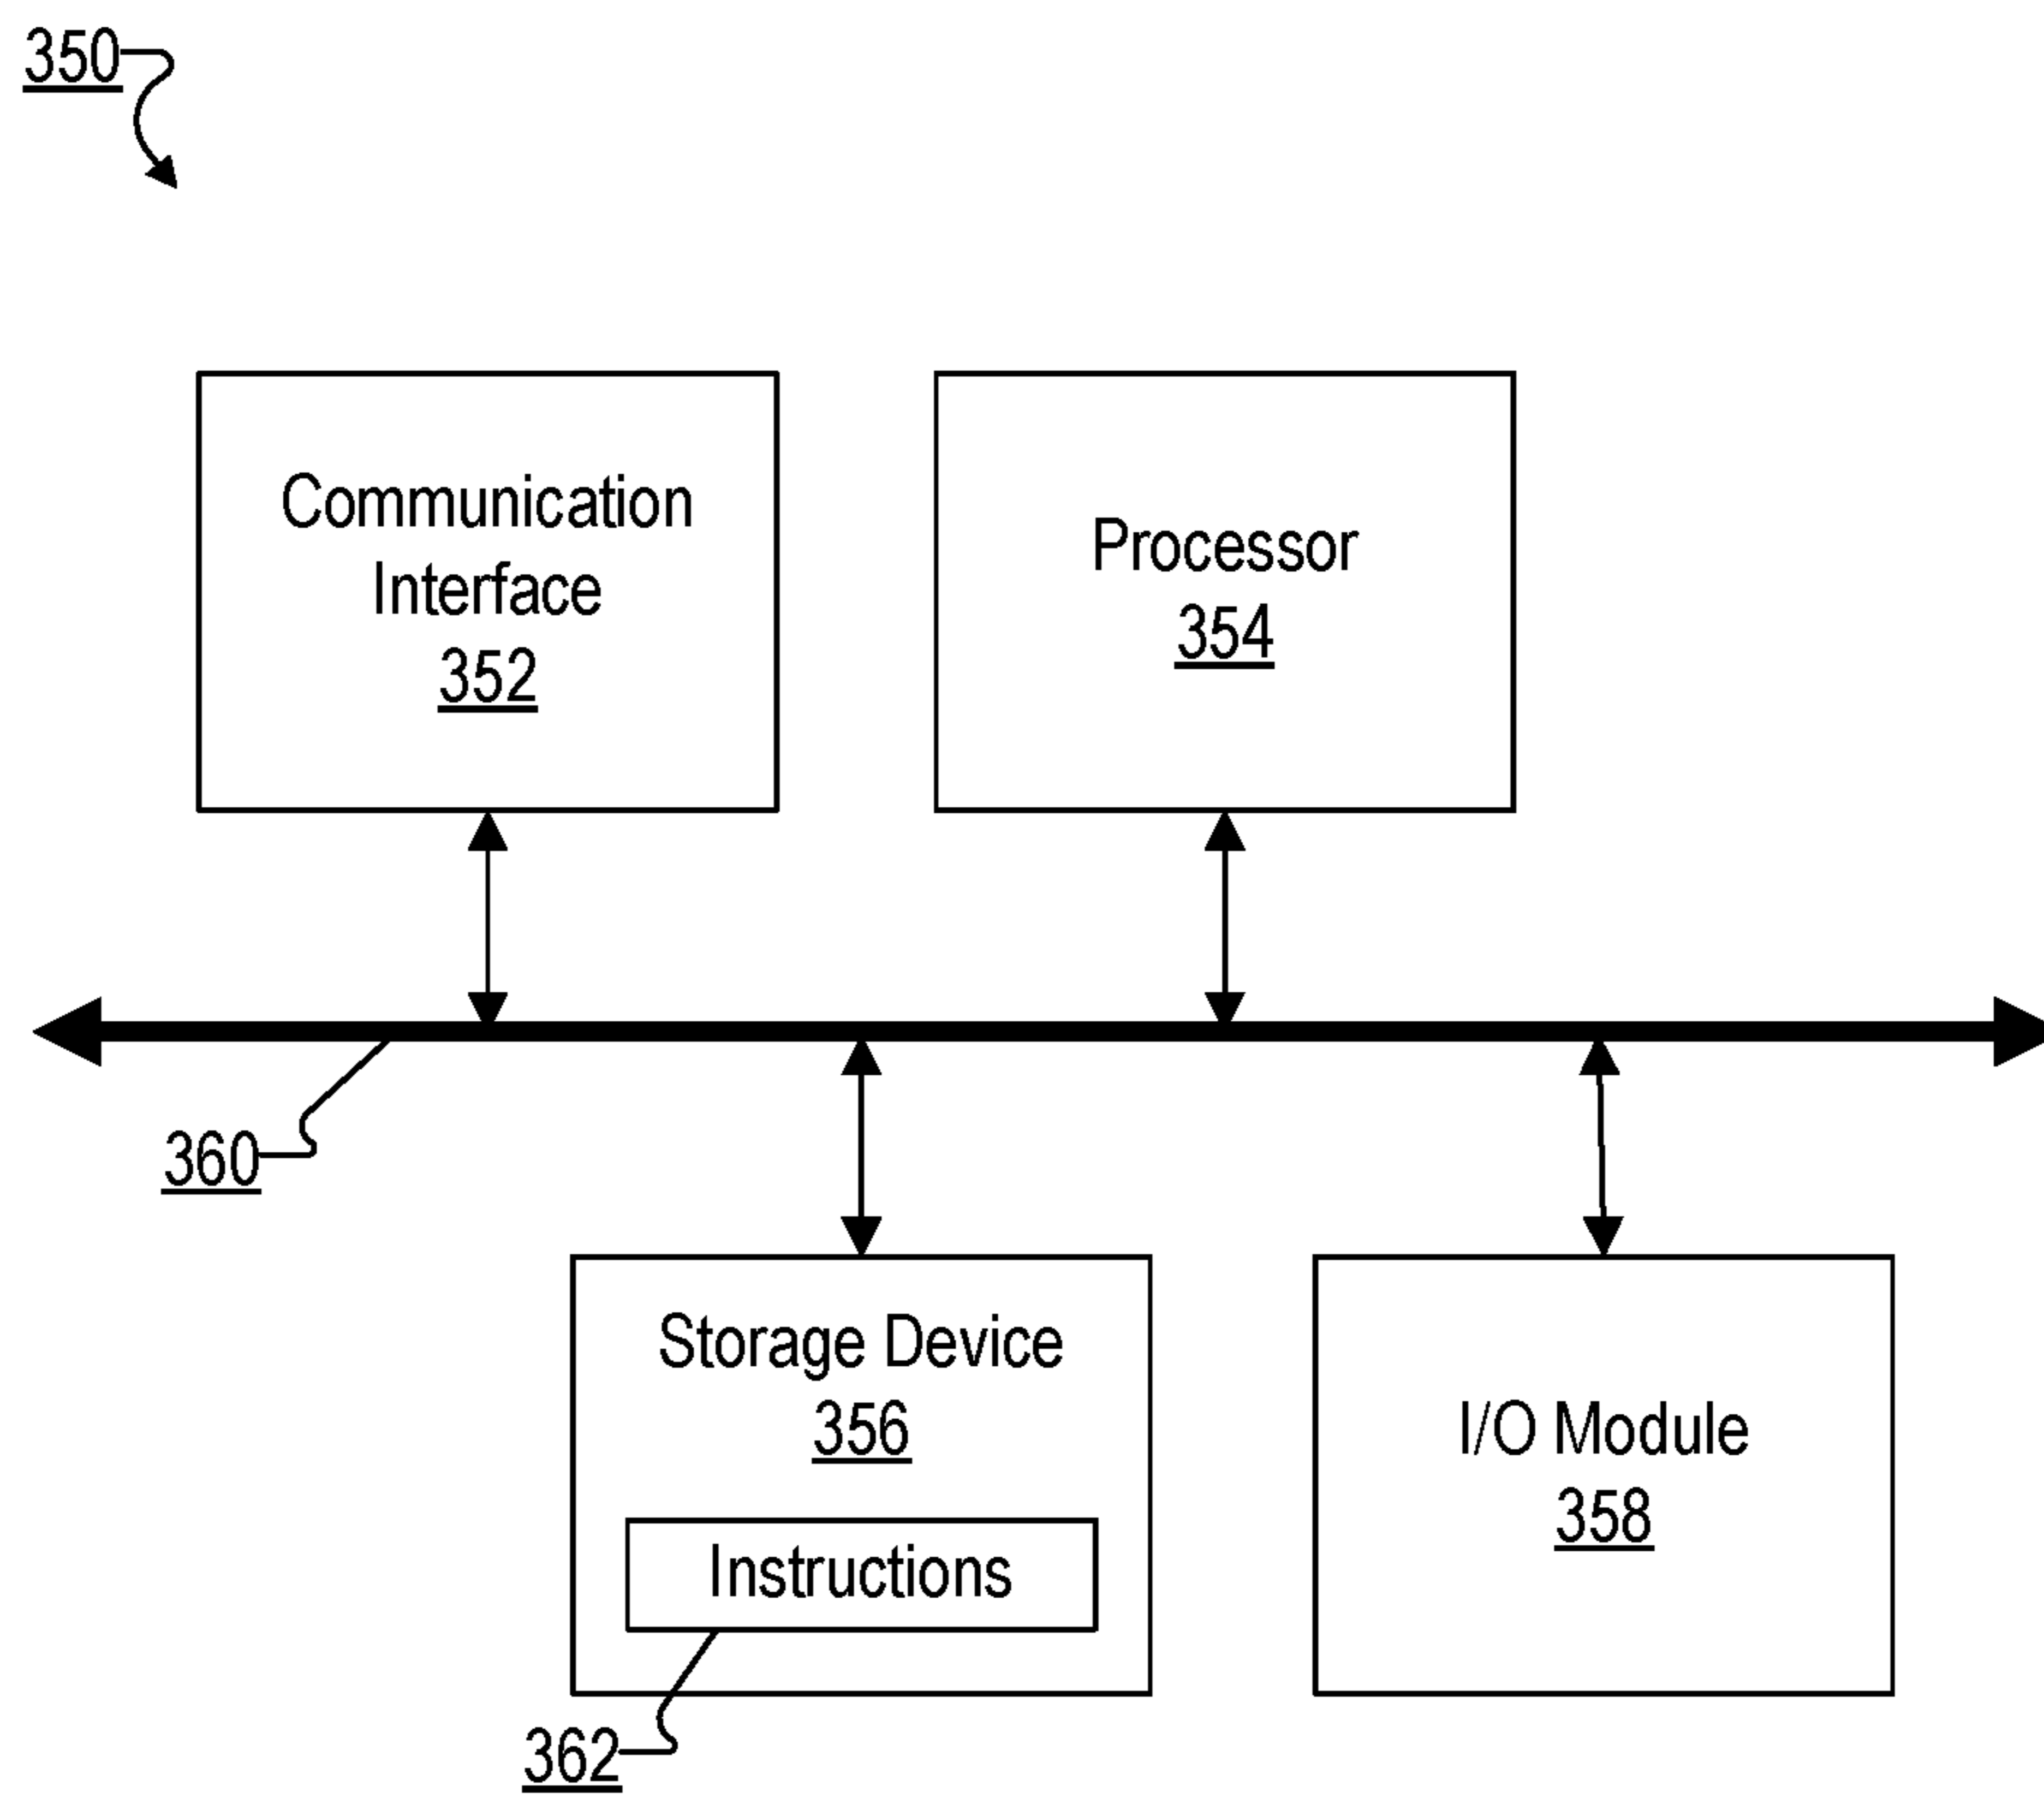 350
Communication
Interface
352
Processor
354
360
Storage Device
356
Instructions
362
I/O Module
358